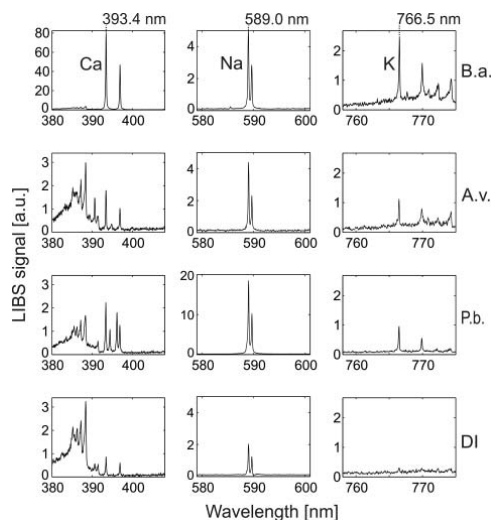 393.4 nm 589.0 nm 766.5 nm
80 60 40 20 0 Ca
4 2 0 Na
2 1 0 K
B.a.
380 390 400
580 590 600
760 770
3 2 1 0
4 2 0
2 1 0
A.v.
380 390 400
580 590 600
760 770
3 2 1 0
20 10 0
2 1 0
P.b.
380 390 400
580 590 600
760 770
3 2 1 0
4 2 0
2 1 0
DI
380 390 400
580 590 600
760 770
LIBS signal [a.u.]
Wavelength [nm]